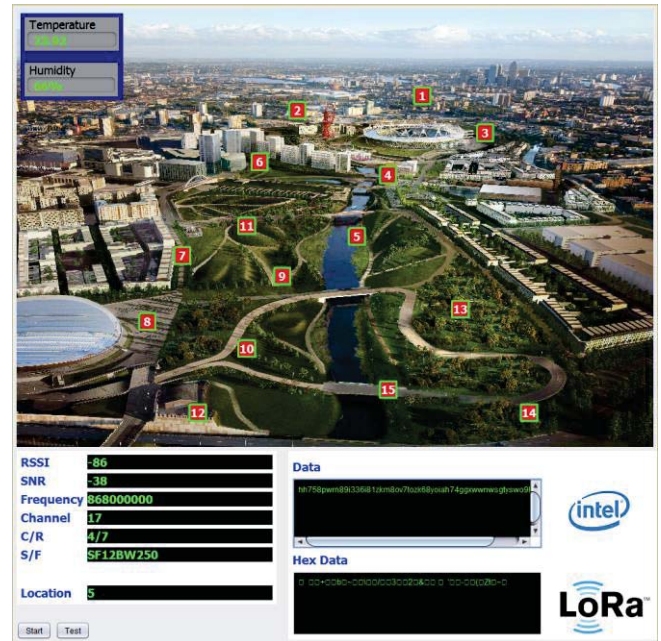 Temperature
Humidity
1
2
3
4
5
6
7
8
9
10
11
12
13
14
15
RSSI -86
SNR -38
Frequency 868000000
Channel 17
C/R 4/7
S/F SF12BW250
Location 5
Start Test
Data
intel
Hex Data
LoRa